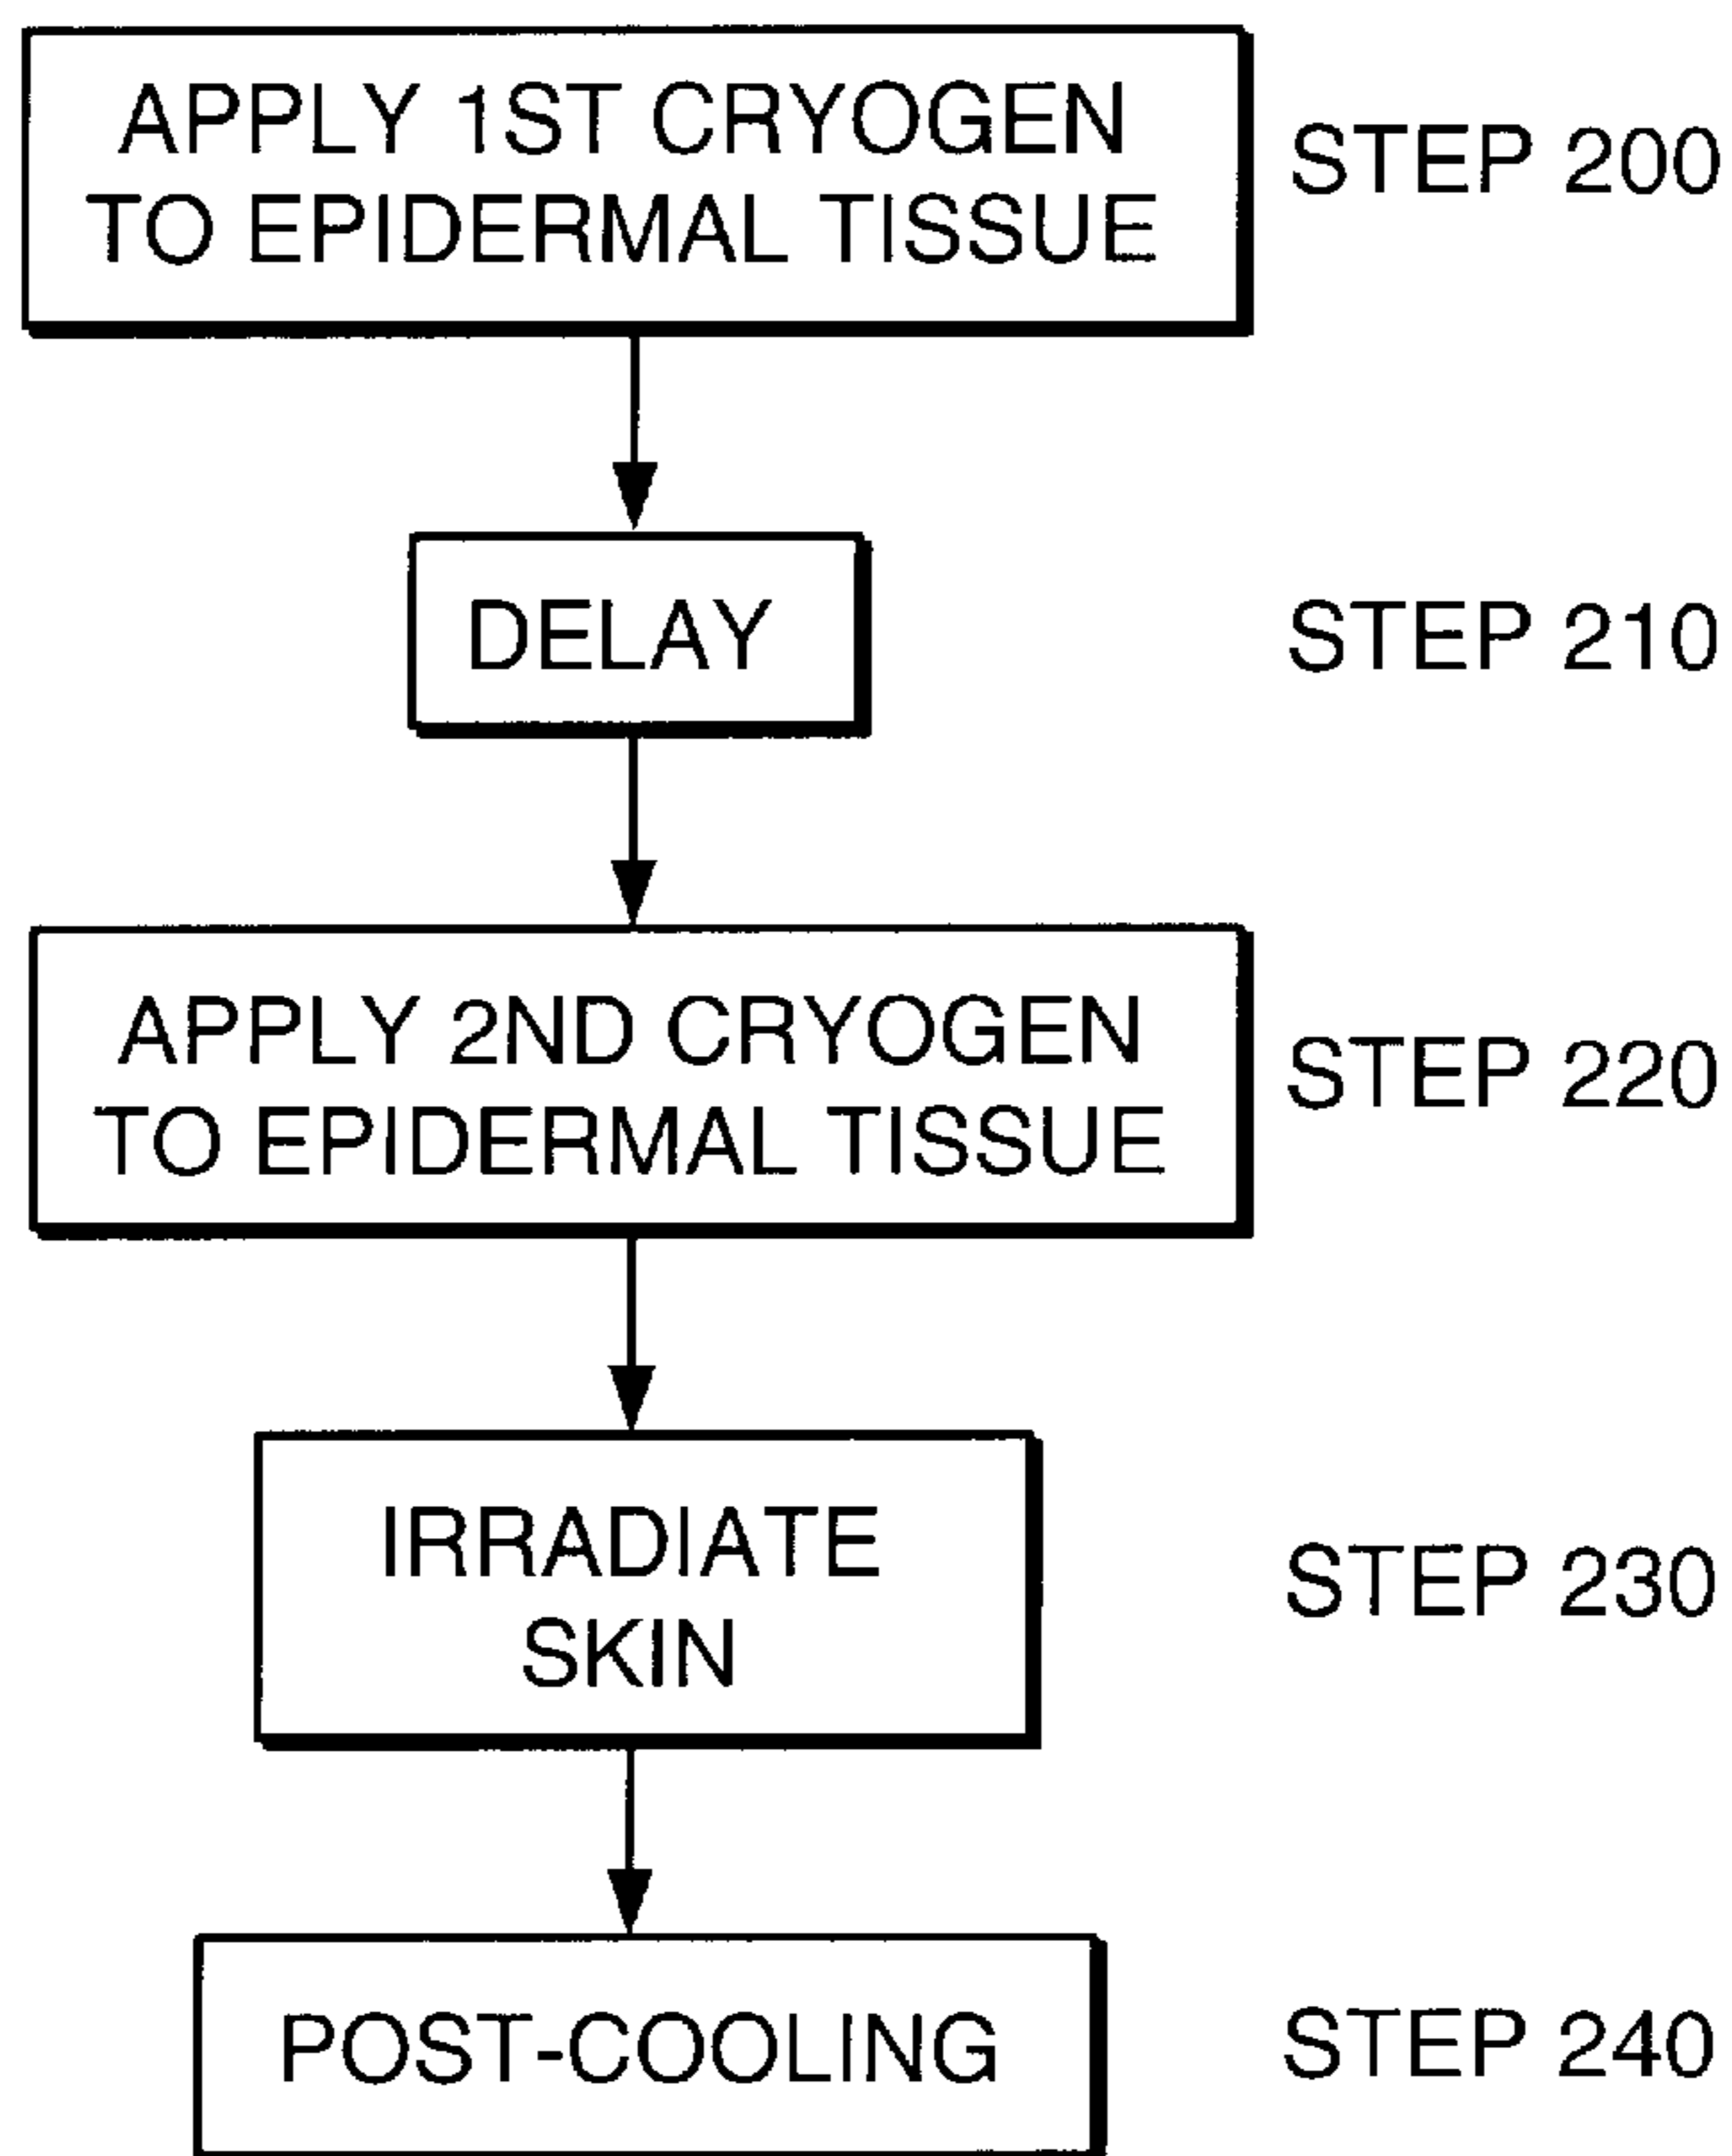 APPLY 1ST CRYOGEN
TO EPIDERMAL TISSUE
STEP 200
DELAY
STEP 210
APPLY 2ND CRYOGEN
TO EPIDERMAL TISSUE
STEP 220
IRRADIATE
SKIN
STEP 230
POST-COOLING
STEP 240